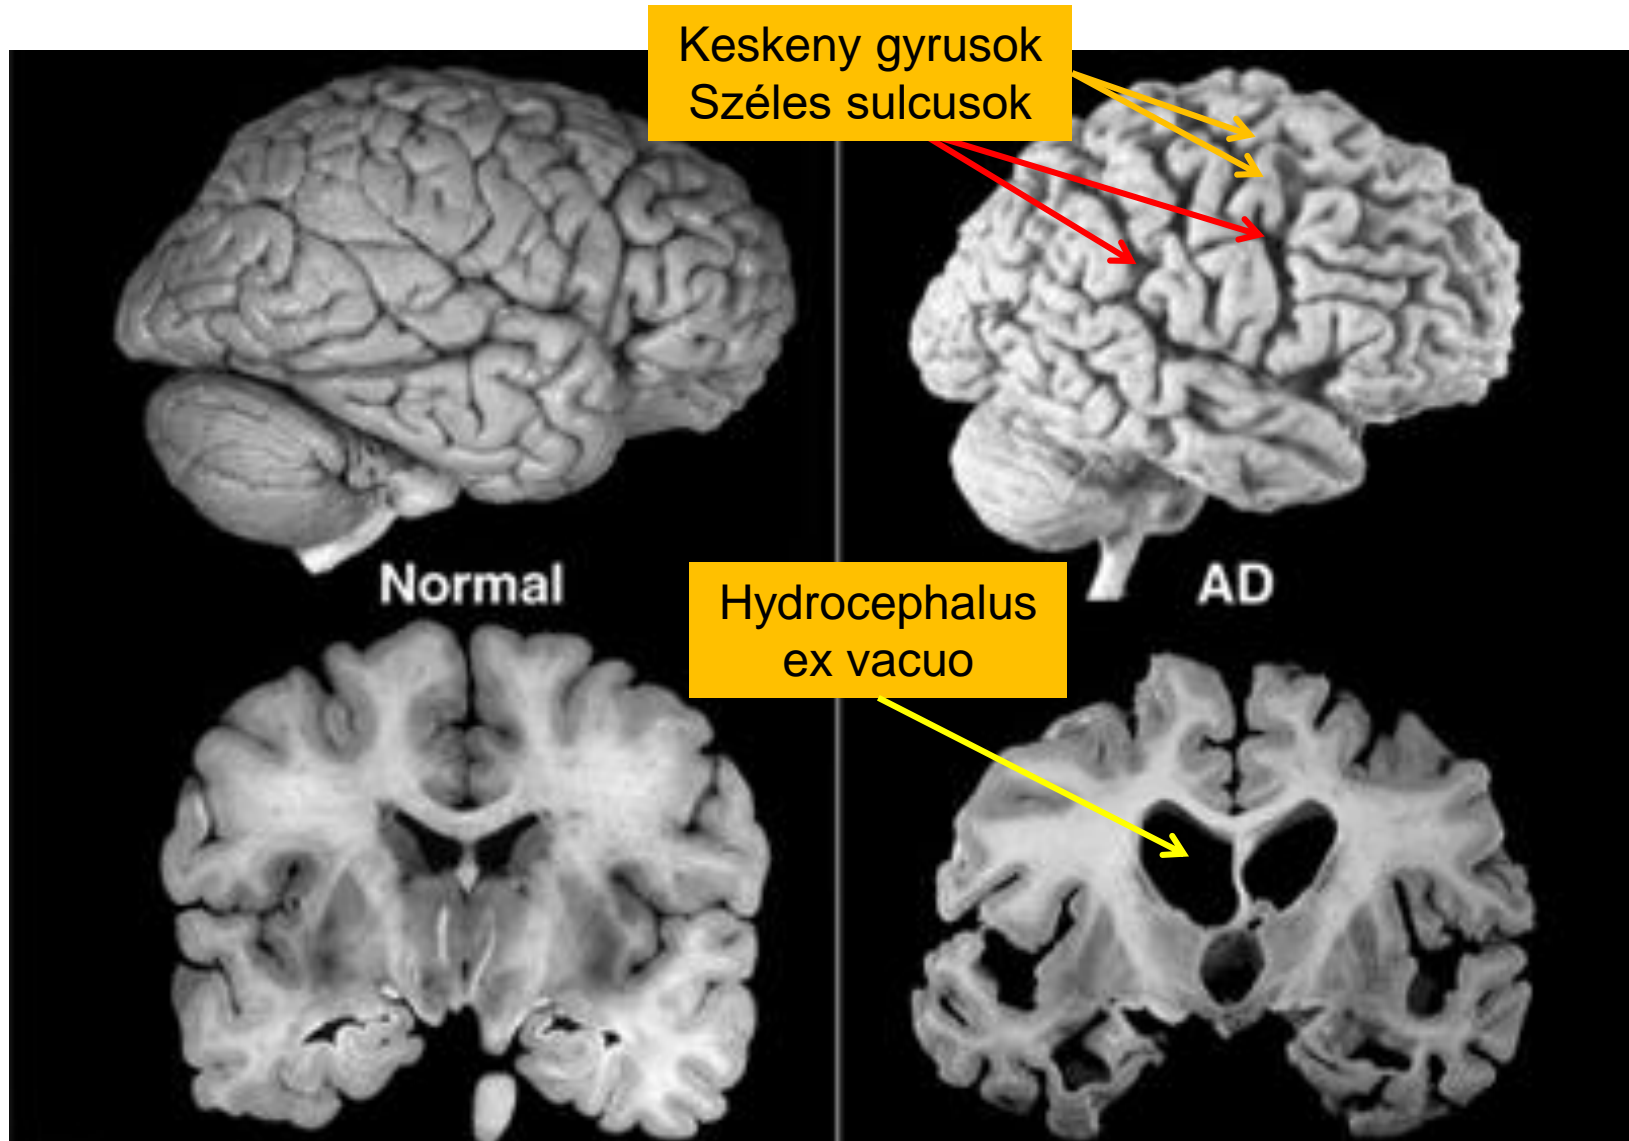 Keskeny gyrusok
Széles sulcusok
Normal
AD
Hydrocephalus
ex vacuo